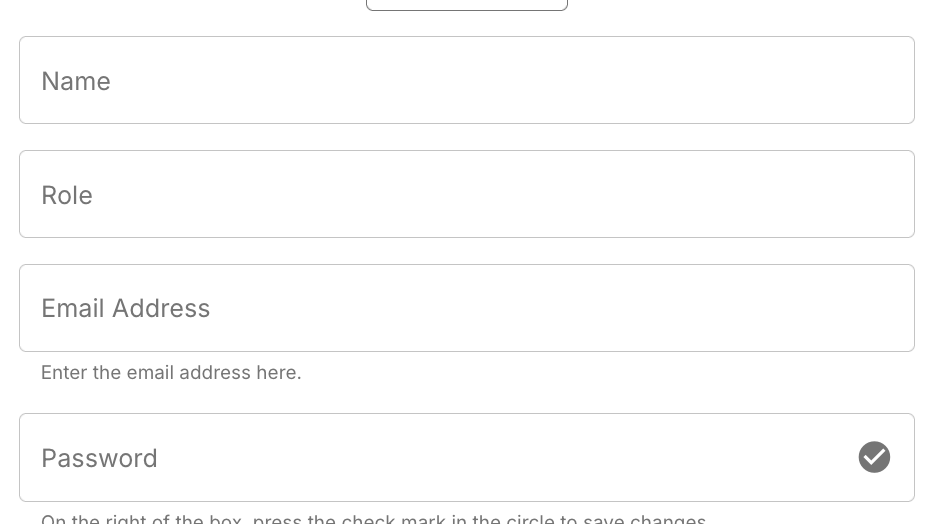 Name
Role
Email Address
Enter the email address here.
Password
On the right of the box, press the check mark in the circle to save changes.